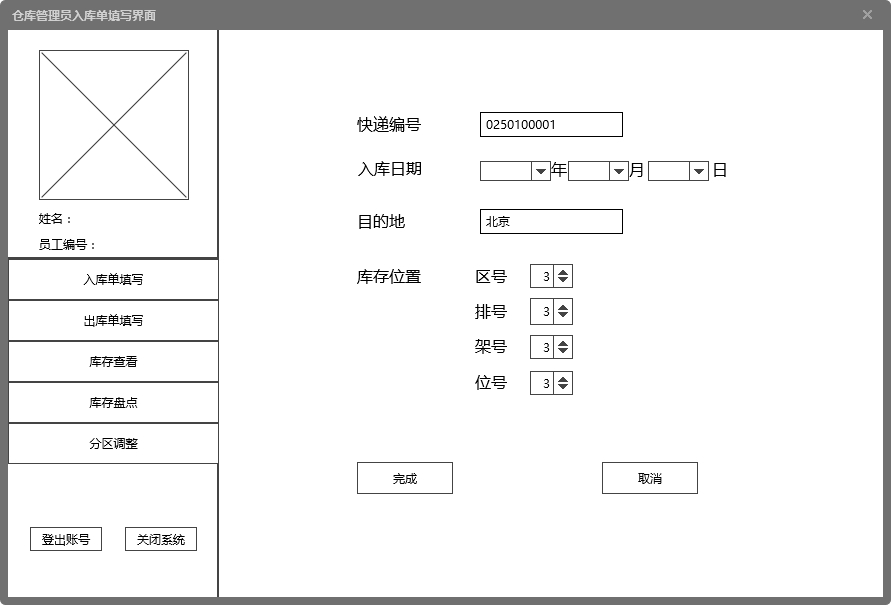 仓库管理员入库单填写界面
姓名：
员工编号：
入库单填写
出库单填写
库存查看
库存盘点
分区调整
登出账号 关闭系统
快递编号 0250100001
入库日期 年 月 日
目的地 北京
库存位置 区号 3
排号 3
架号 3
位号 3
完成 取消